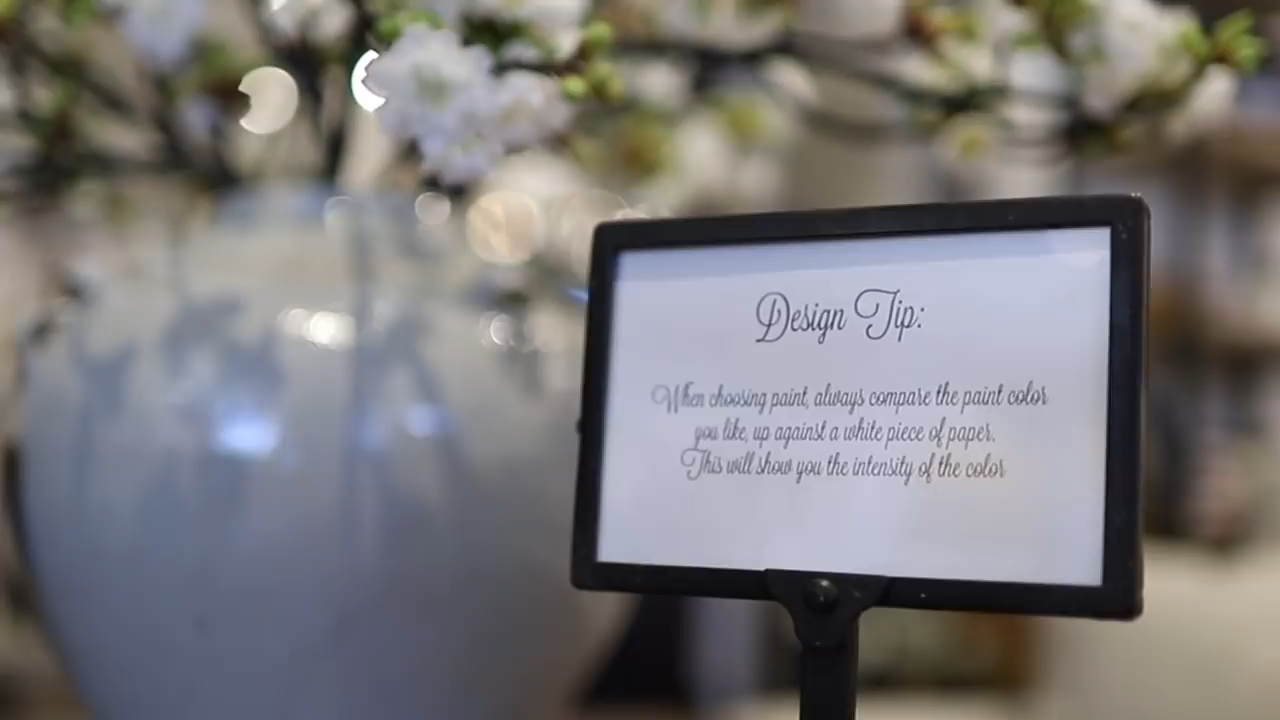 Design Tip:
When choosing paint, always compare the paint color
you like, up against a white piece of paper.
This will show you the intensity of the color